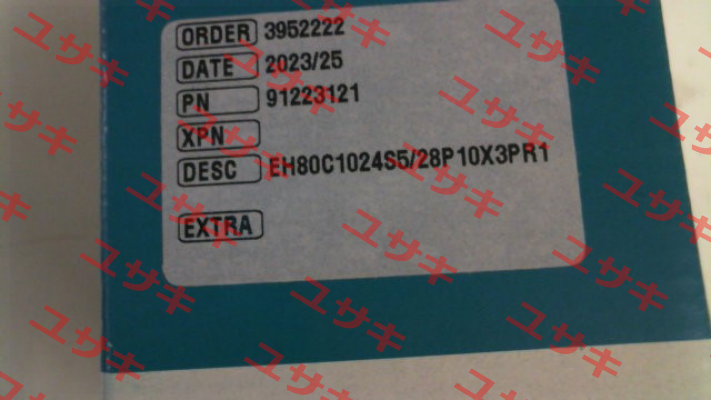 ORDER 3952222
DATE 2023/25
PN 91223121
XPN
DESC EH80C1024S5/28P10X3PR1
EXTRA
ユサキ